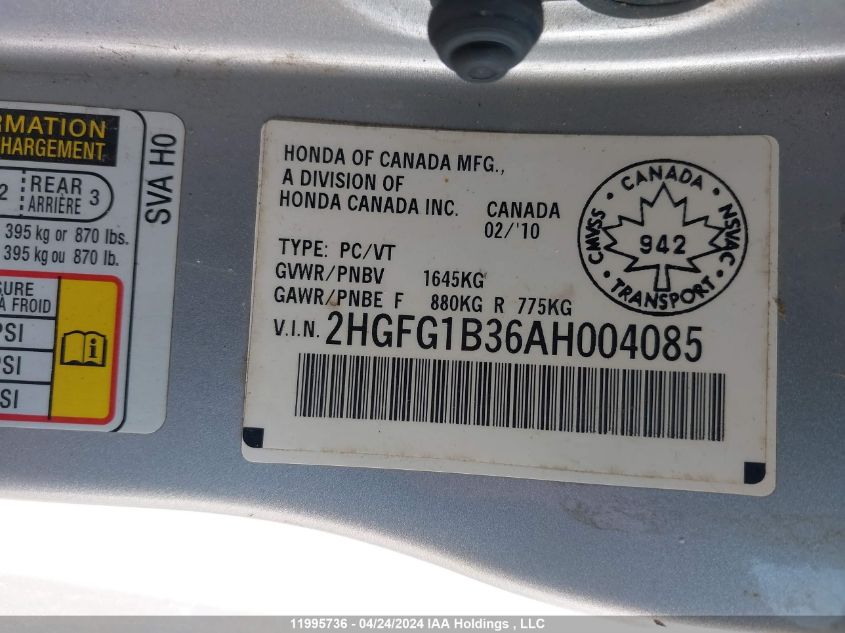 RMATION
HARGEMENT
2 REAR 3
ARRIÈRE
395 kg or 870 lbs.
395 kg ou 870 lb.
SURE
À FROID
PSI
PSI
SI
SVA H0
HONDA OF CANADA MFG.,
A DIVISION OF
HONDA CANADA INC. CANADA
02/'10
TYPE: PC/VT
GVWR/PNBV 1645KG
GAWR/PNBE F 880KG R 775KG
V.I.N. 2HGFG1B36AH004085
CANADA
CMVSS 942 NSVAC
TRANSPORT
11995736 - 04/24/2024 IAA Holdings , LLC